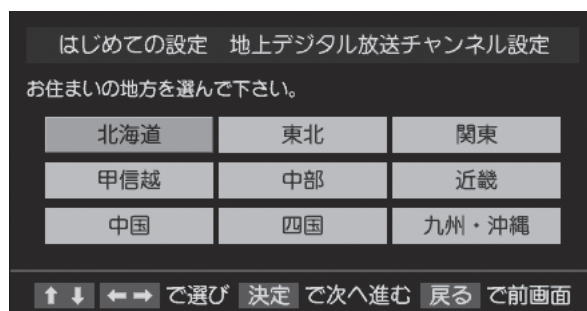 はじめての設定 地上デジタル放送チャンネル設定
お住まいの地方を選んで下さい。
北海道 東北 関東
甲信越 中部 近畿
中国 四国 九州・沖縄
↑ ↓ ←→ で選び 決定 で次へ進む 戻る で前画面